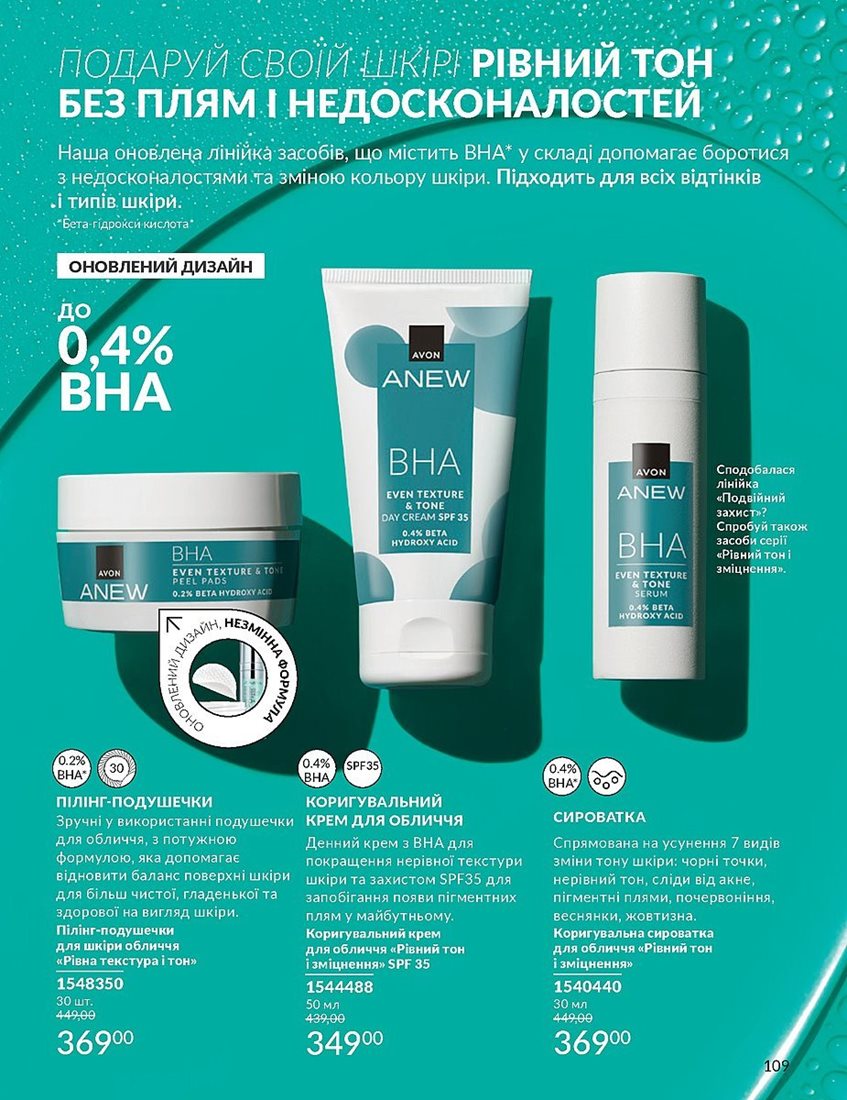 ПОДАРУЙ СВОЇЙ ШКІРІ РІВНИЙ ТОН
БЕЗ ПЛЯМ І НЕДОСКОНАЛОСТЕЙ
Наша оновлена лінійка засобів, що містить BHA* у складі допомагає боротися
з недосконалостями та зміною кольору шкіри. Підходить для всіх відтінків
і типів шкіри.
*Бета-гідрокси кислота*
ОНОВЛЕНИЙ ДИЗАЙН
ДО
0,4%
BHA
AVON
ANEW
BHA
EVEN TEXTURE & TONE
PEEL PADS
0.2% BETA HYDROXY ACID
AVON
ANEW
BHA
EVEN TEXTURE
& TONE
DAY CREAM SPF 35
0.4% BETA
HYDROXY ACID
AVON
ANEW
BHA
EVEN TEXTURE
& TONE
SERUM
0.4% BETA
HYDROXY ACID
Сподобалася
лінійка
«Подвійний
захист»?
Спробуй також
засоби серії
«Рівний тон і
зміцнення».
ОНОВЛЕНИЙ ДИЗАЙН, НЕЗМІННА ФОРМУЛА
0.2%
BHA*
30
ПІЛІНГ-ПОДУШЕЧКИ
Зручні у використанні подушечки
для обличчя, з потужною
формулою, яка допомагає
відновити баланс поверхні шкіри
для більш чистої, гладенької та
здорової на вигляд шкіри.
Пілінг-подушечки
для шкіри обличчя
«Рівна текстура і тон»
1548350
30 шт.
449,00
36900
0.4%
BHA
SPF35
КОРИГУВАЛЬНИЙ
КРЕМ ДЛЯ ОБЛИЧЧЯ
Денний крем з BHA для
покращення нерівної текстури
шкіри та захистом SPF35 для
запобігання появи пігментних
плям у майбутньому.
Коригувальний крем
для обличчя «Рівний тон
і зміцнення» SPF 35
1544488
50 мл
439,00
34900
0.4%
BHA*
СИРОВАТКА
Спрямована на усунення 7 видів
зміни тону шкіри: чорні точки,
нерівний тон, сліди від акне,
пігментні плями, почервоніння,
веснянки, жовтизна.
Коригувальна сироватка
для обличчя «Рівний тон
і зміцнення»
1540440
30 мл
449,00
36900
109